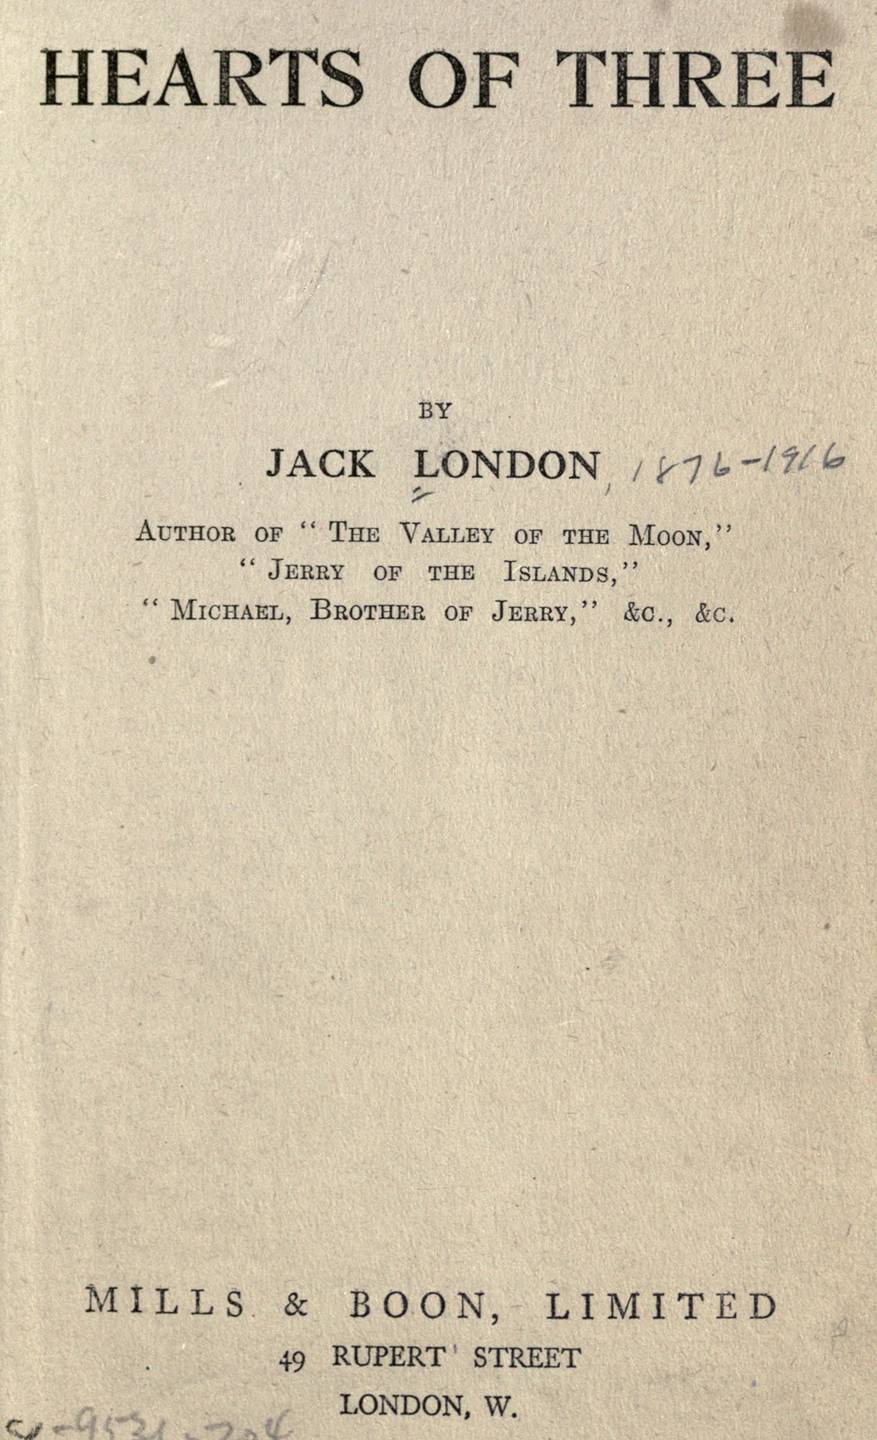 HEARTS OF THREE
BY
JACK LONDON, 1876-1916
AUTHOR OF "THE VALLEY OF THE MOON,"
"JERRY OF THE ISLANDS,"
"MICHAEL, BROTHER OF JERRY," &C., &C.
MILLS & BOON, LIMITED
49 RUPERT STREET
LONDON, W.